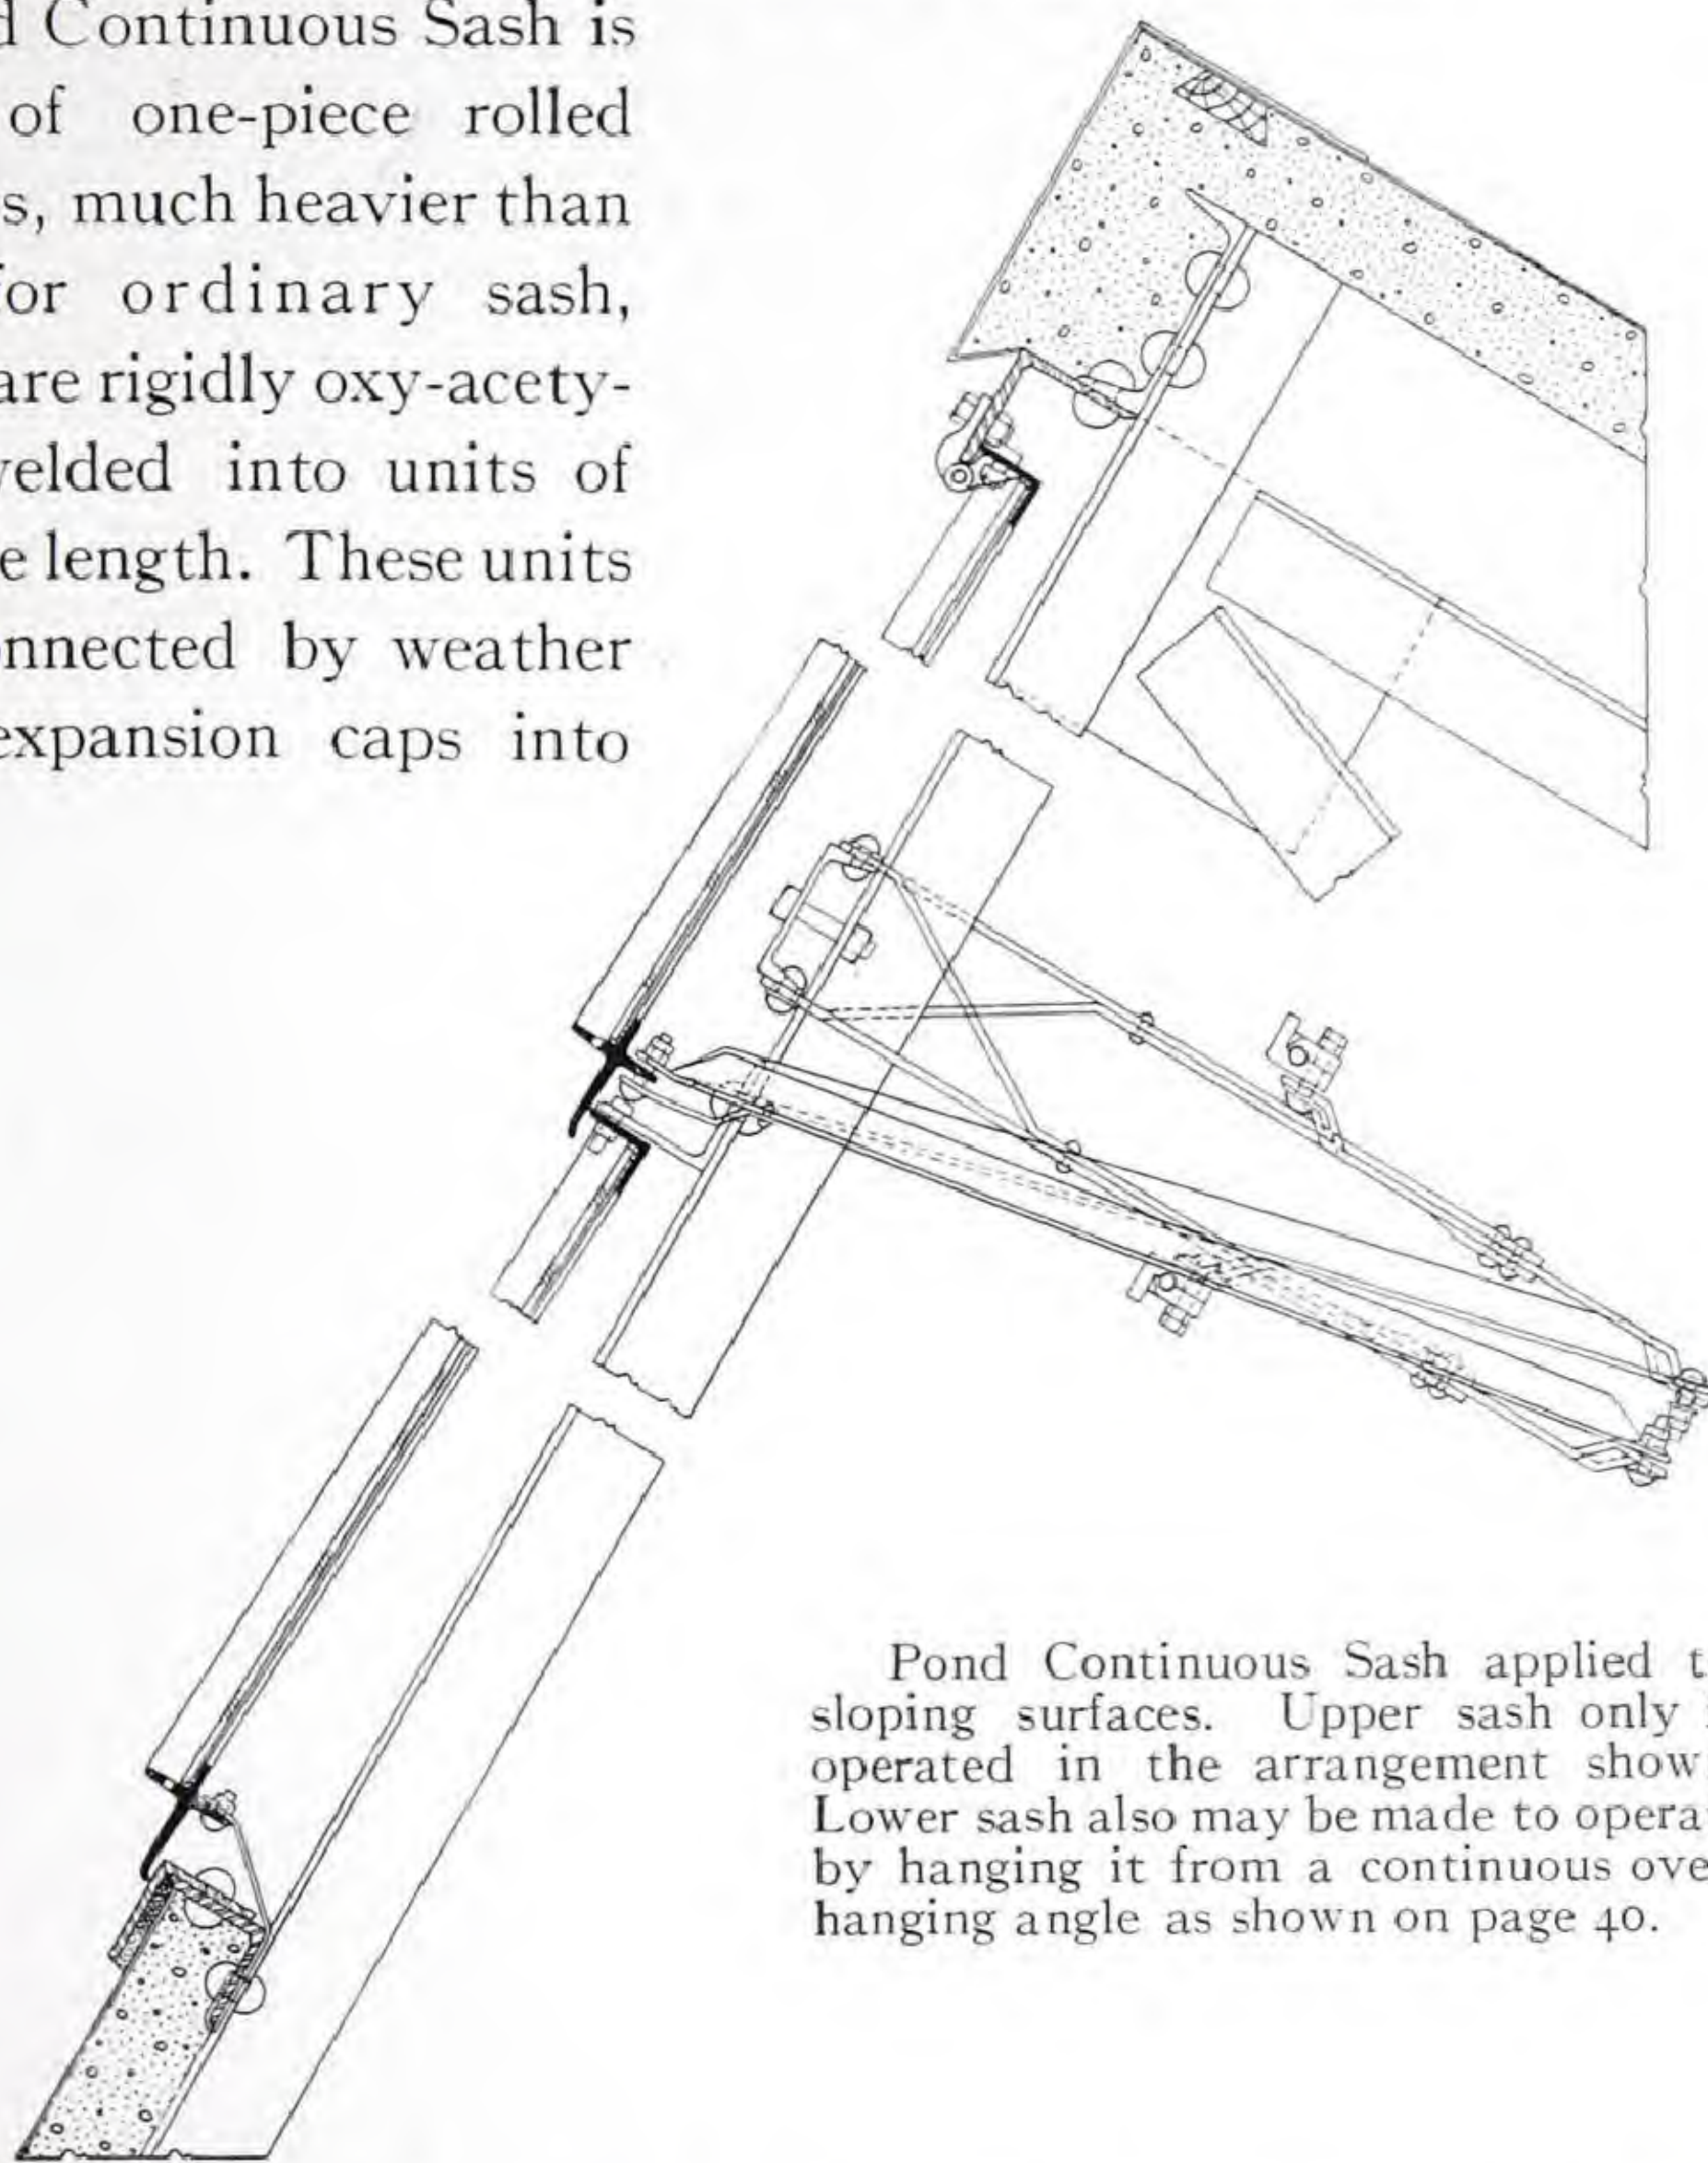 d Continuous Sash is
of one-piece rolled
s, much heavier than
for ordinary sash,
are rigidly oxy-acety-
welded into units of
e length. These units
onnected by weather
expansion caps into
Pond Continuous Sash applied t
sloping surfaces. Upper sash only
operated in the arrangement show
Lower sash also may be made to opera
by hanging it from a continuous ove
hanging angle as shown on page 40.